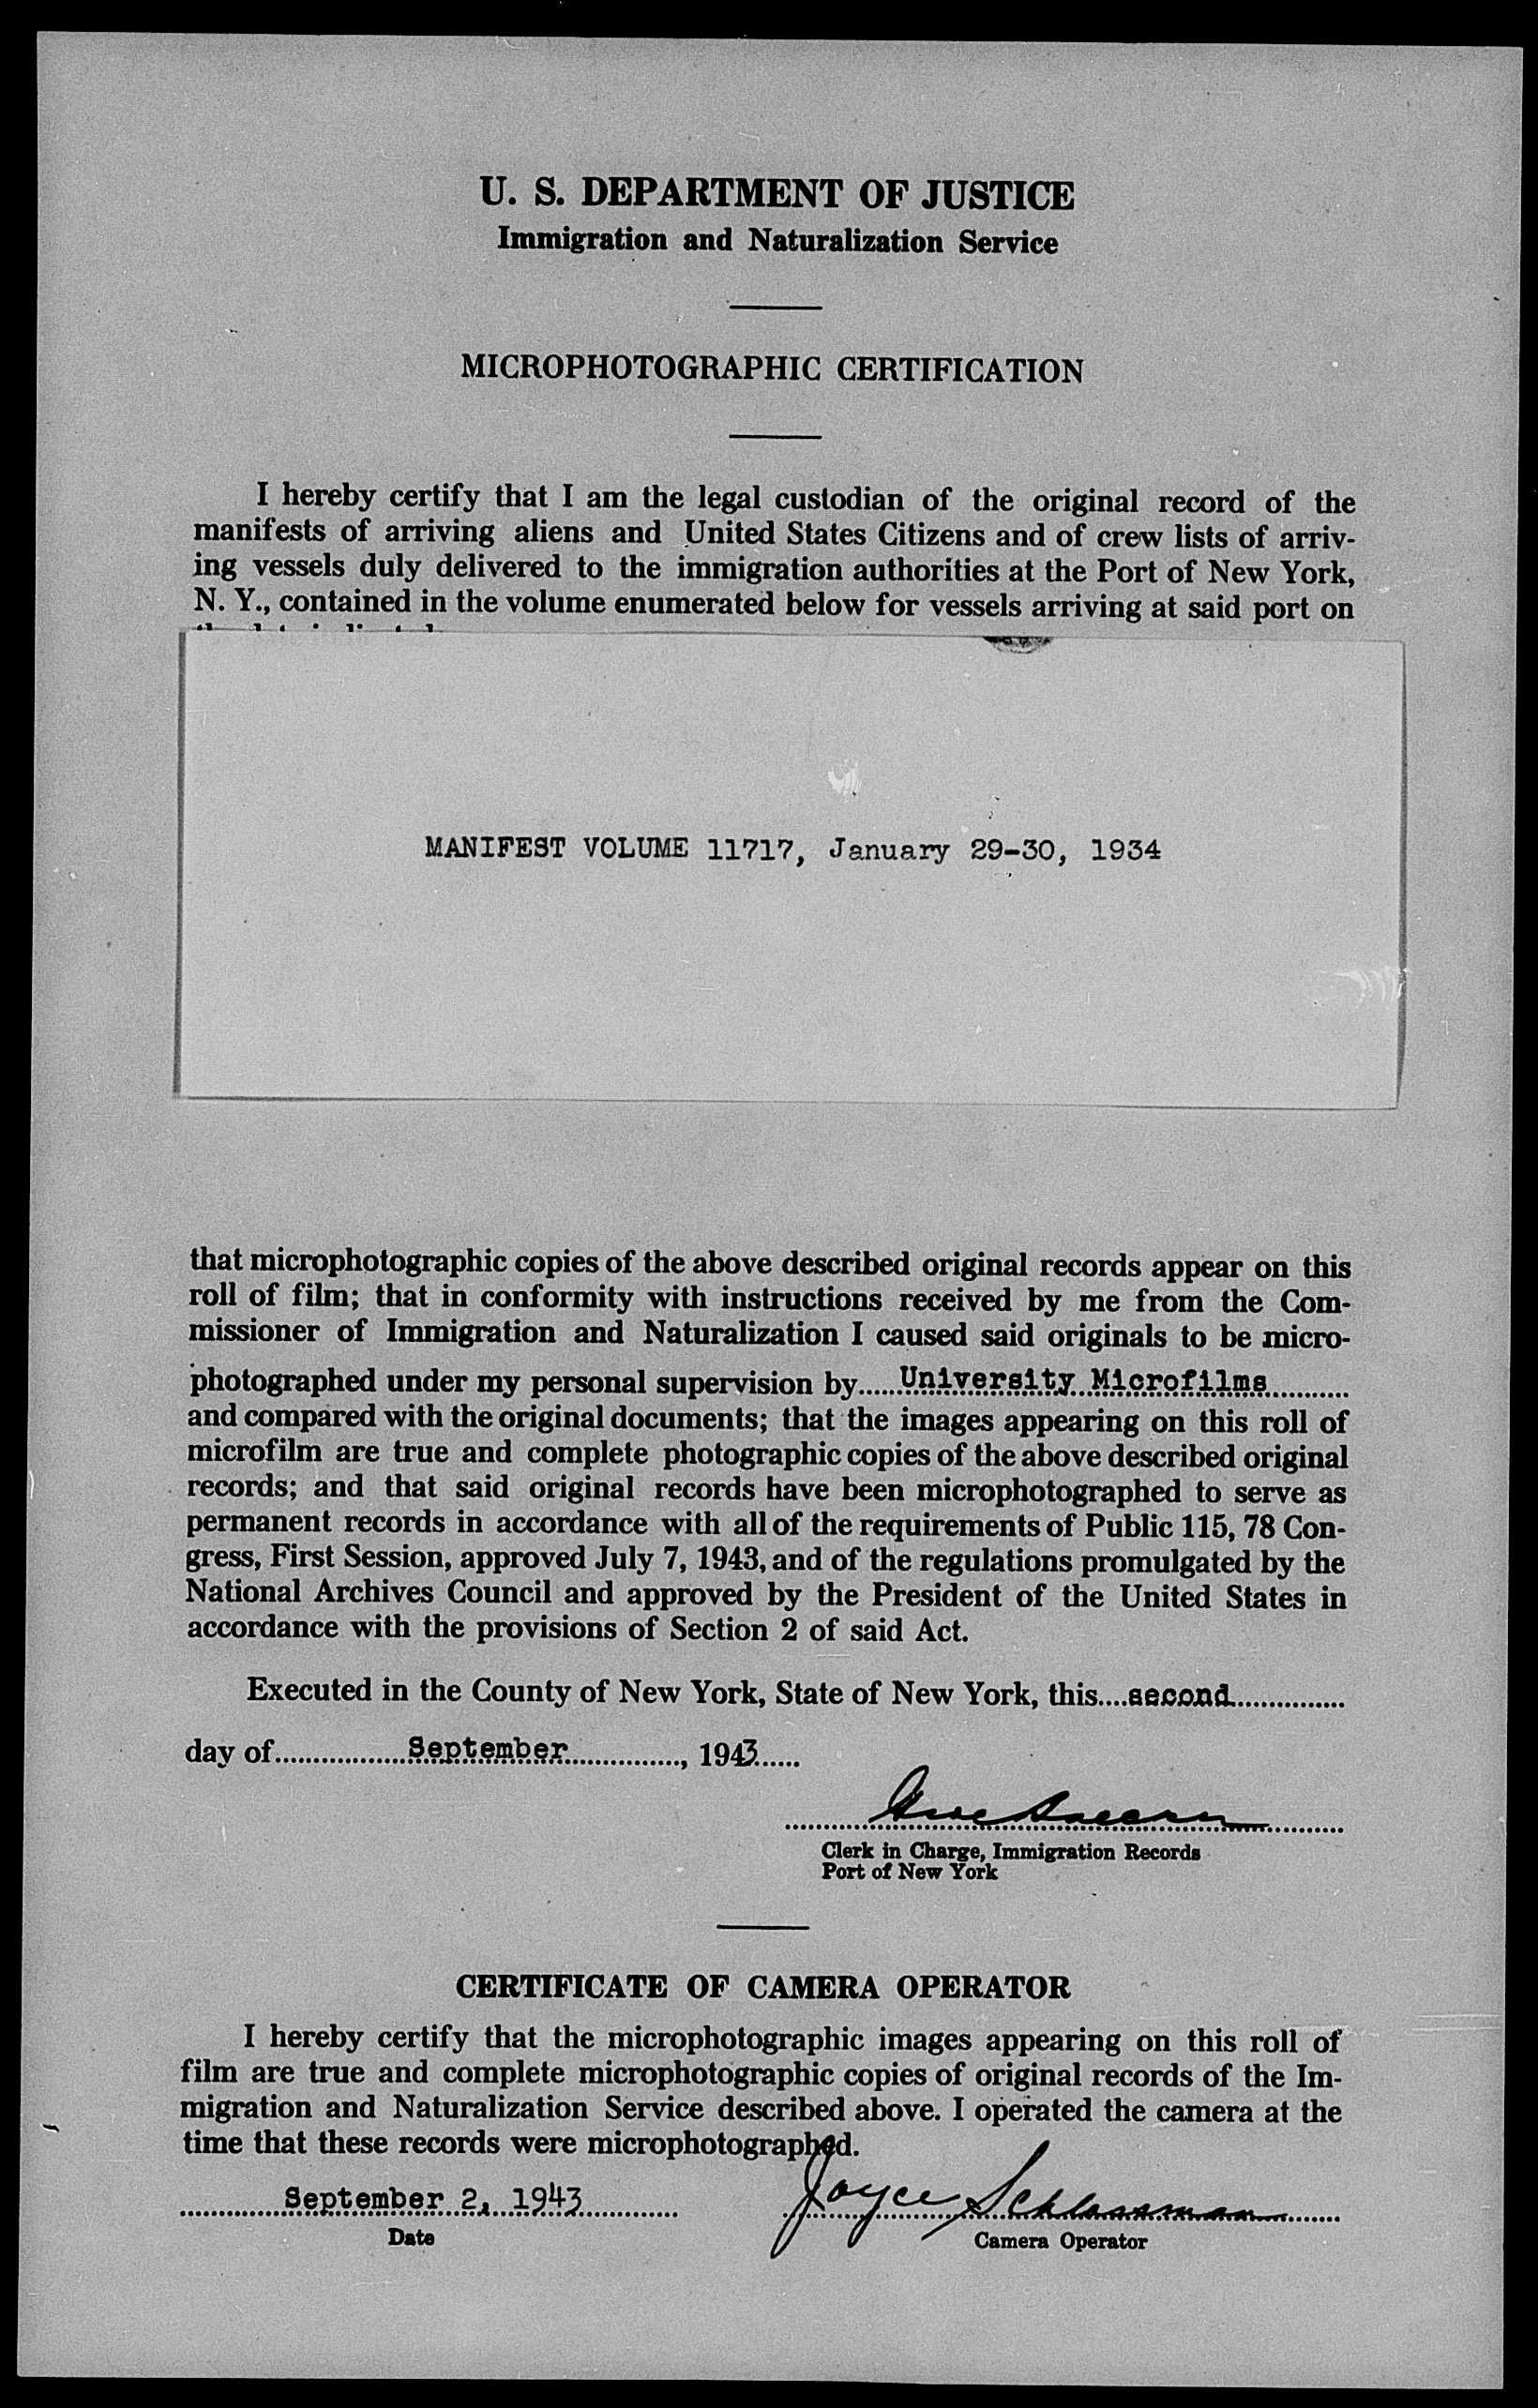 U. S. DEPARTMENT OF JUSTICE
Immigration and Naturalization Service
MICROPHOTOGRAPHIC CERTIFICATION
I hereby certify that I am the legal custodian of the original record of the
manifests of arriving aliens and United States Citizens and of crew lists of arriv-
ing vessels duly delivered to the immigration authorities at the Port of New York,
N. Y., contained in the volume enumerated below for vessels arriving at said port on
MANIFEST VOLUME 11717, January 29-30, 1934
that microphotographic copies of the above described original records appear on this
roll of film; that in conformity with instructions received by me from the Com-
missioner of Immigration and Naturalization I caused said originals to be micro-
photographed under my personal supervision by.....University Microfilms...........
and compared with the original documents; that the images appearing on this roll of
microfilm are true and complete photographic copies of the above described original
records; and that said original records have been microphotographed to serve as
permanent records in accordance with all of the requirements of Public 115, 78 Con-
gress, First Session, approved July 7, 1943, and of the regulations promulgated by the
National Archives Council and approved by the President of the United States in
accordance with the provisions of Section 2 of said Act.
Executed in the County of New York, State of New York, this....second..............
day of.................September..............., 1943......
Clerk in Charge, Immigration Records
Port of New York
CERTIFICATE OF CAMERA OPERATOR
I hereby certify that the microphotographic images appearing on this roll of
film are true and complete microphotographic copies of original records of the Im-
migration and Naturalization Service described above. I operated the camera at the
time that these records were microphotographed.
September 2, 1943 Joyce Schlossman
Date Camera Operator